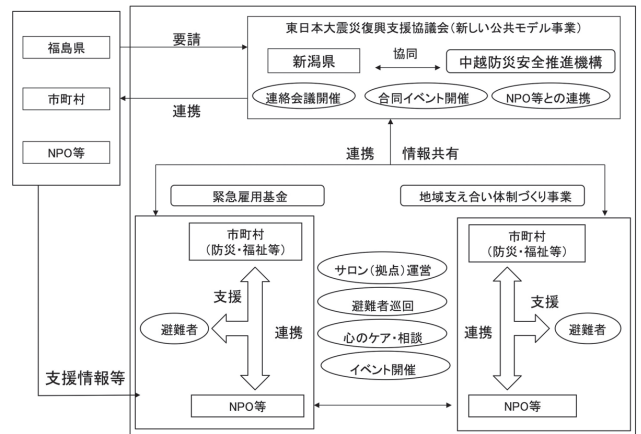 福島県
市町村
NPO等
要請
連携
東日本大震災復興支援協議会(新しい公共モデル事業)
新潟県
協同
中越防災安全推進機構
連絡会議開催
合同イベント開催
NPO等との連携
連携 情報共有
緊急雇用基金
地域支え合い体制づくり事業
市町村
(防災・福祉等)
支援
避難者
連携
NPO等
サロン(拠点)運営
避難者巡回
心のケア・相談
イベント開催
市町村
(防災・福祉等)
支援
連携
避難者
NPO等
支援情報等